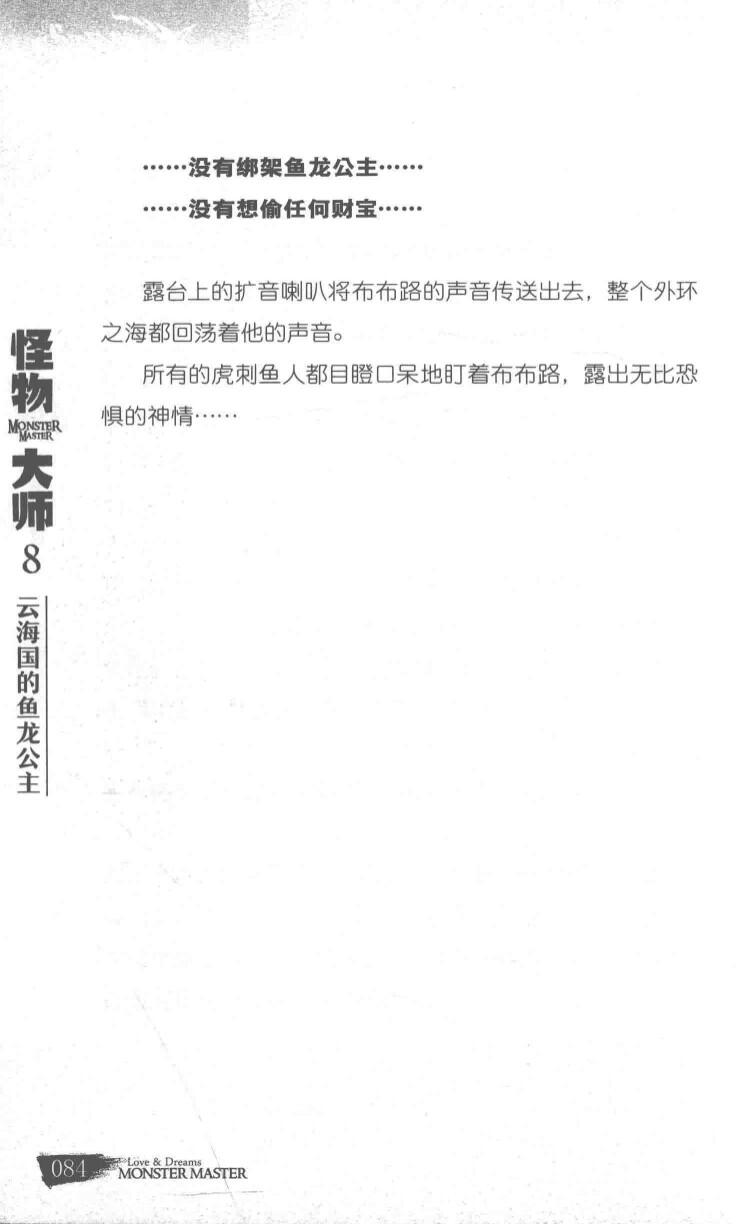 ……没有绑架鱼龙公主……
……没有想偷任何财宝……
露台上的扩音喇叭将布布路的声音传送出去，整个外环
之海都回荡着他的声音。
所有的虎刺鱼人都目瞪口呆地盯着布布路，露出无比恐
惧的神情……
怪物
MONSTER
MASTER
大师
8
云海国的鱼龙公主
084
Love & Dreams
MONSTER MASTER